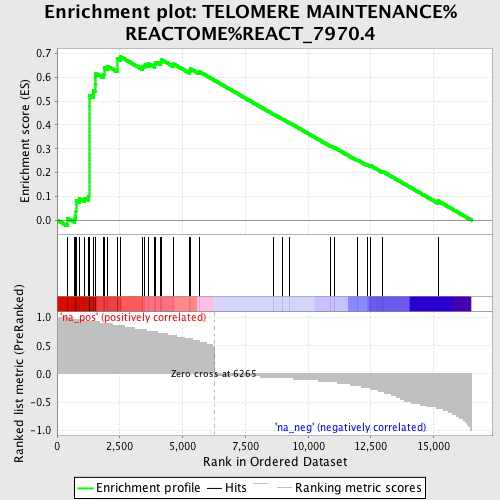 Enrichment plot: TELOMERE MAINTENANCE%
REACTOME%REACT_7970.4
Enrichment score (ES)
0.7
0.6
0.5
0.4
0.3
0.2
0.1
0.0
Ranked list metric (PreRanked)
1.0
0.5
0.0
-0.5
-1.0
'na_pos' (positively correlated)
Zero cross at 6265
'na_neg' (negatively correlated)
0
2,500
5,000
7,500
10,000
12,500
15,000
Rank in Ordered Dataset
Enrichment profile
Hits
Ranking metric scores